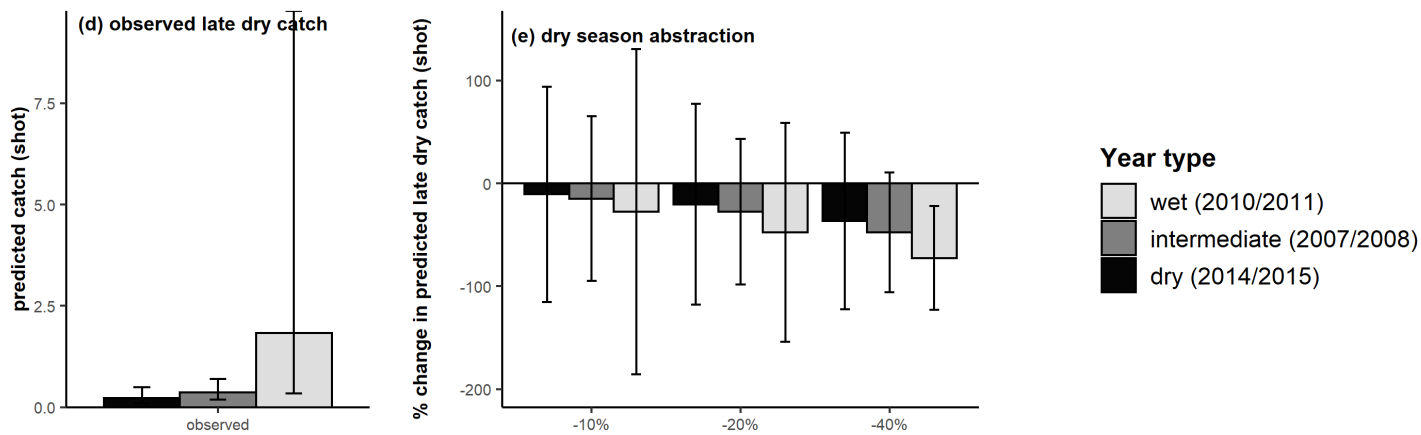 (d) observed late dry catch
predicted catch (shot)
7.5
5.0
2.5
0.0
observed
(e) dry season abstraction
% change in predicted late dry catch (shot)
100
0
-100
-200
-10%
-20%
-40%
Year type
wet (2010/2011)
intermediate (2007/2008)
dry (2014/2015)